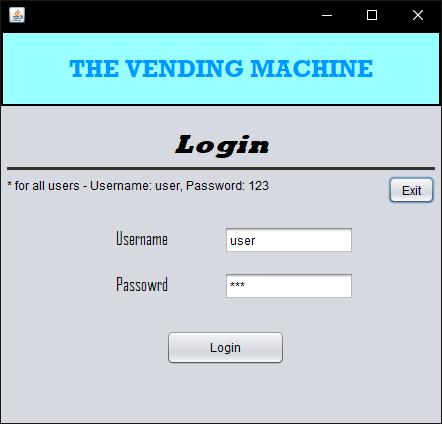 THE VENDING MACHINE
Login
* for all users - Username: user, Password: 123
Exit
Username
user
Passowrd
***
Login